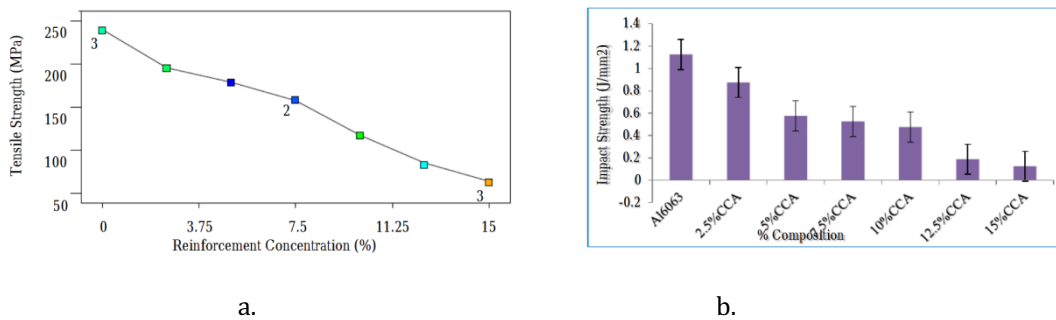 250
200
150
100
50
Tensile Strength (MPa)
3
2
3
0 3.75 7.5 11.25 15
Reinforcement Concentration (%)
a.
1.4
1.2
1
0.8
0.6
0.4
0.2
0
-0.2
Impact Strength (J/mm2)
Al6063 2.5%CCA 7.5%CCA 10%CCA 12.5%CCA 15%CCA
% Composition
b.